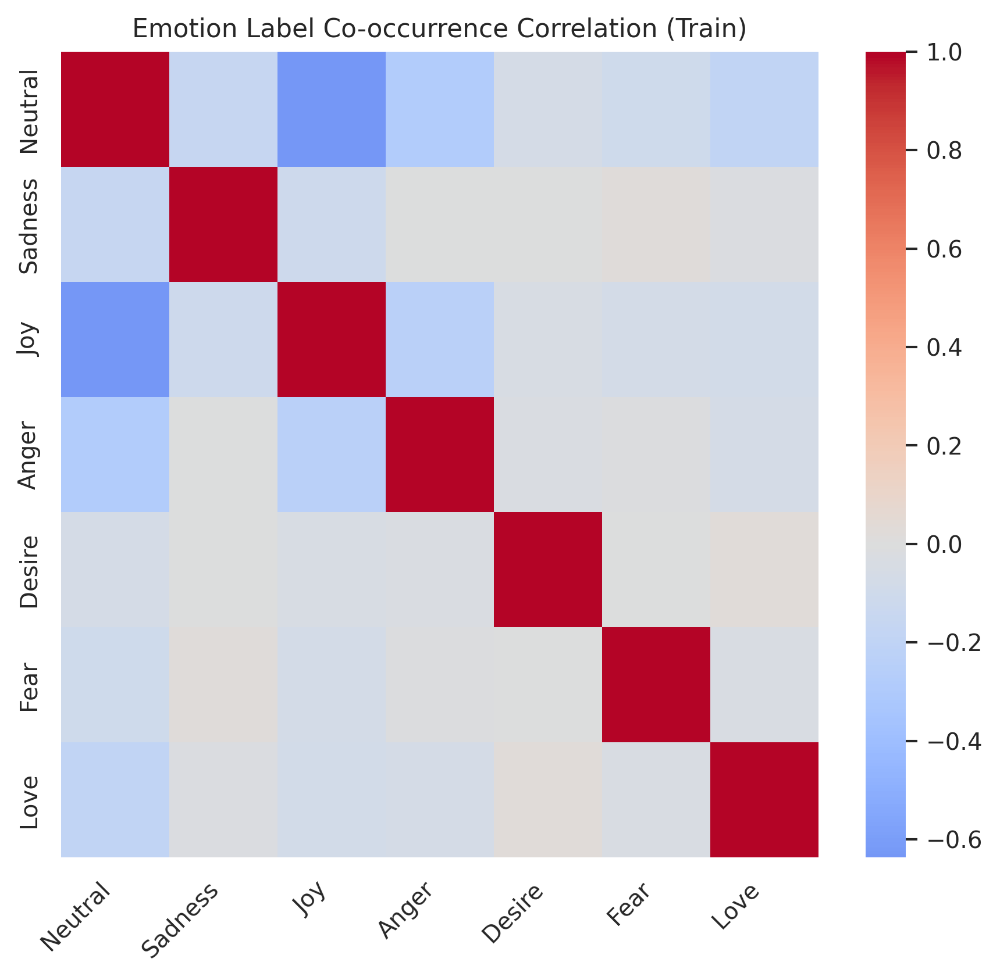 Emotion Label Co-occurrence Correlation (Train)
Neutral
Sadness
Joy
Anger
Desire
Fear
Love
Neutral
Sadness
Joy
Anger
Desire
Fear
Love
1.0
0.8
0.6
0.4
0.2
0.0
−0.2
−0.4
−0.6